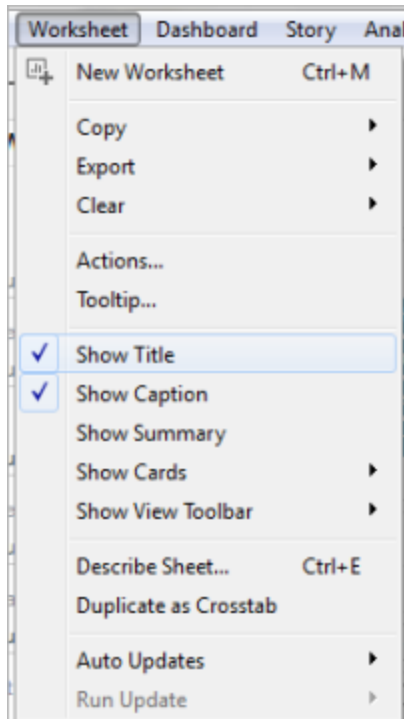 Worksheet Dashboard Story Anal
New Worksheet Ctrl+M
Copy
Export
Clear
Actions...
Tooltip...
Show Title
Show Caption
Show Summary
Show Cards
Show View Toolbar
Describe Sheet... Ctrl+E
Duplicate as Crosstab
Auto Updates
Run Update